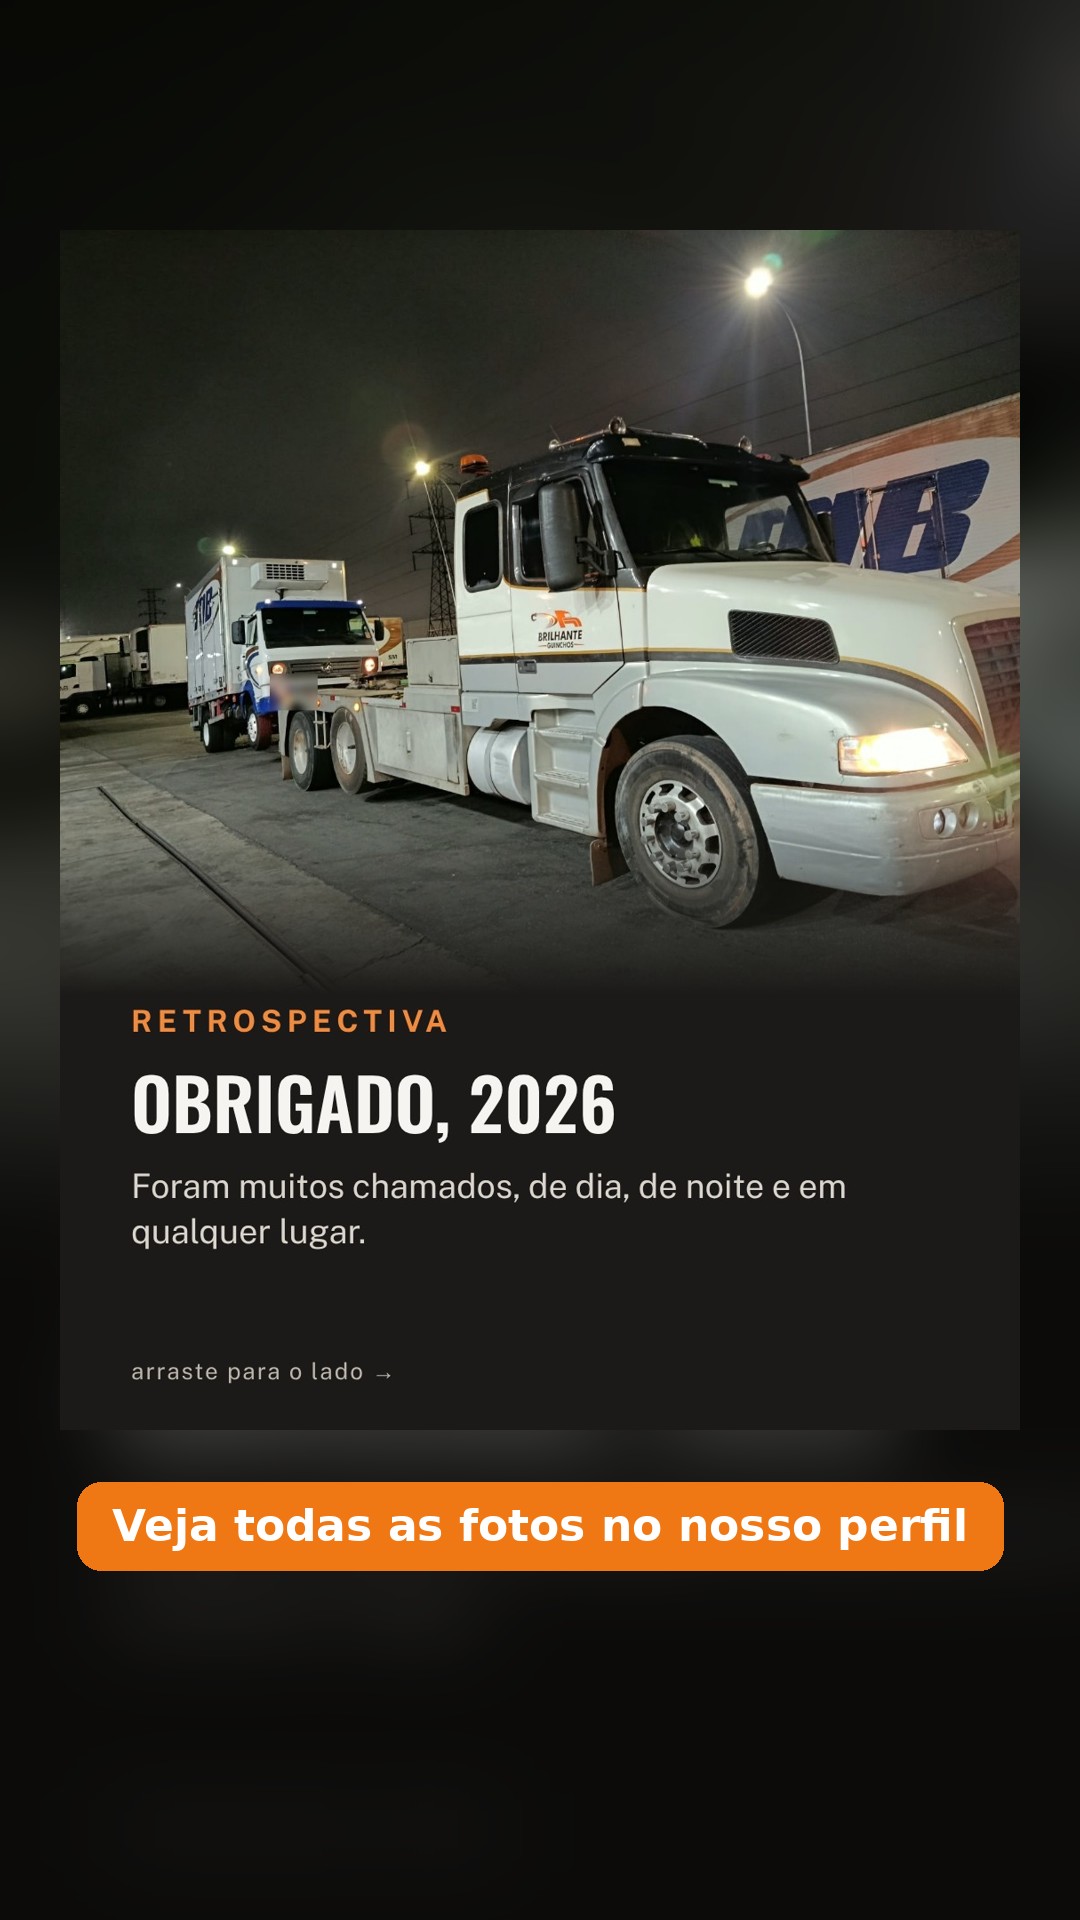 BRILHANTE
GUINCHOS
RETROSPECTIVA
OBRIGADO, 2026
Foram muitos chamados, de dia, de noite e em
qualquer lugar.
arraste para o lado →
Veja todas as fotos no nosso perfil